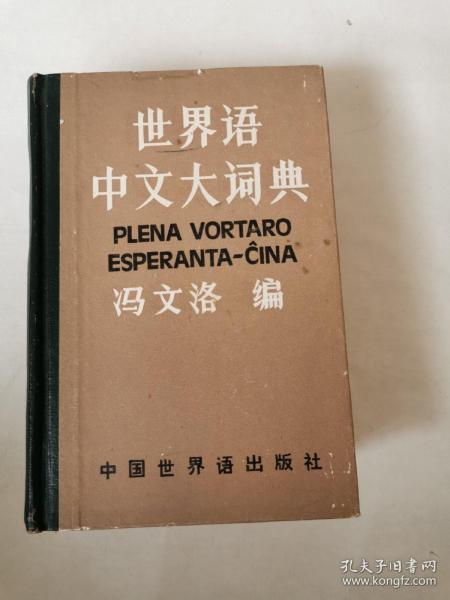 世界语
中文大词典
PLENA VORTARO
ESPERANTA-ĈINA
冯文洛 编
中国世界语出版社
孔夫子旧书网
www.kongfz.com